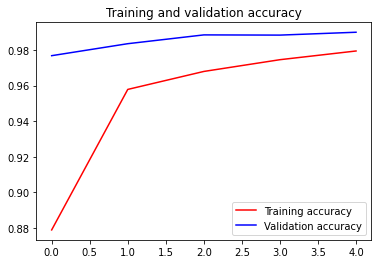 Training and validation accuracy
0.98
0.96
0.94
0.92
0.90
0.88
0.0 0.5 1.0 1.5 2.0 2.5 3.0 3.5 4.0
Training accuracy
Validation accuracy